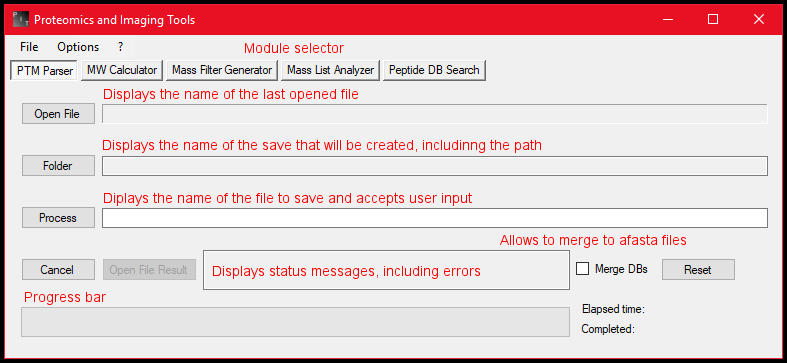 Proteomics and Imaging Tools
File Options ?
Module selector
PTM Parser MW Calculator Mass Filter Generator Mass List Analyzer Peptide DB Search
Displays the name of the last opened file
Open File
Displays the name of the save that will be created, includinng the path
Folder
Diplays the name of the file to save and accepts user input
Process
Allows to merge to afasta files
Cancel Open File Result Displays status messages, including errors Merge DBs Reset
Progress bar
Elapsed time:
Completed: